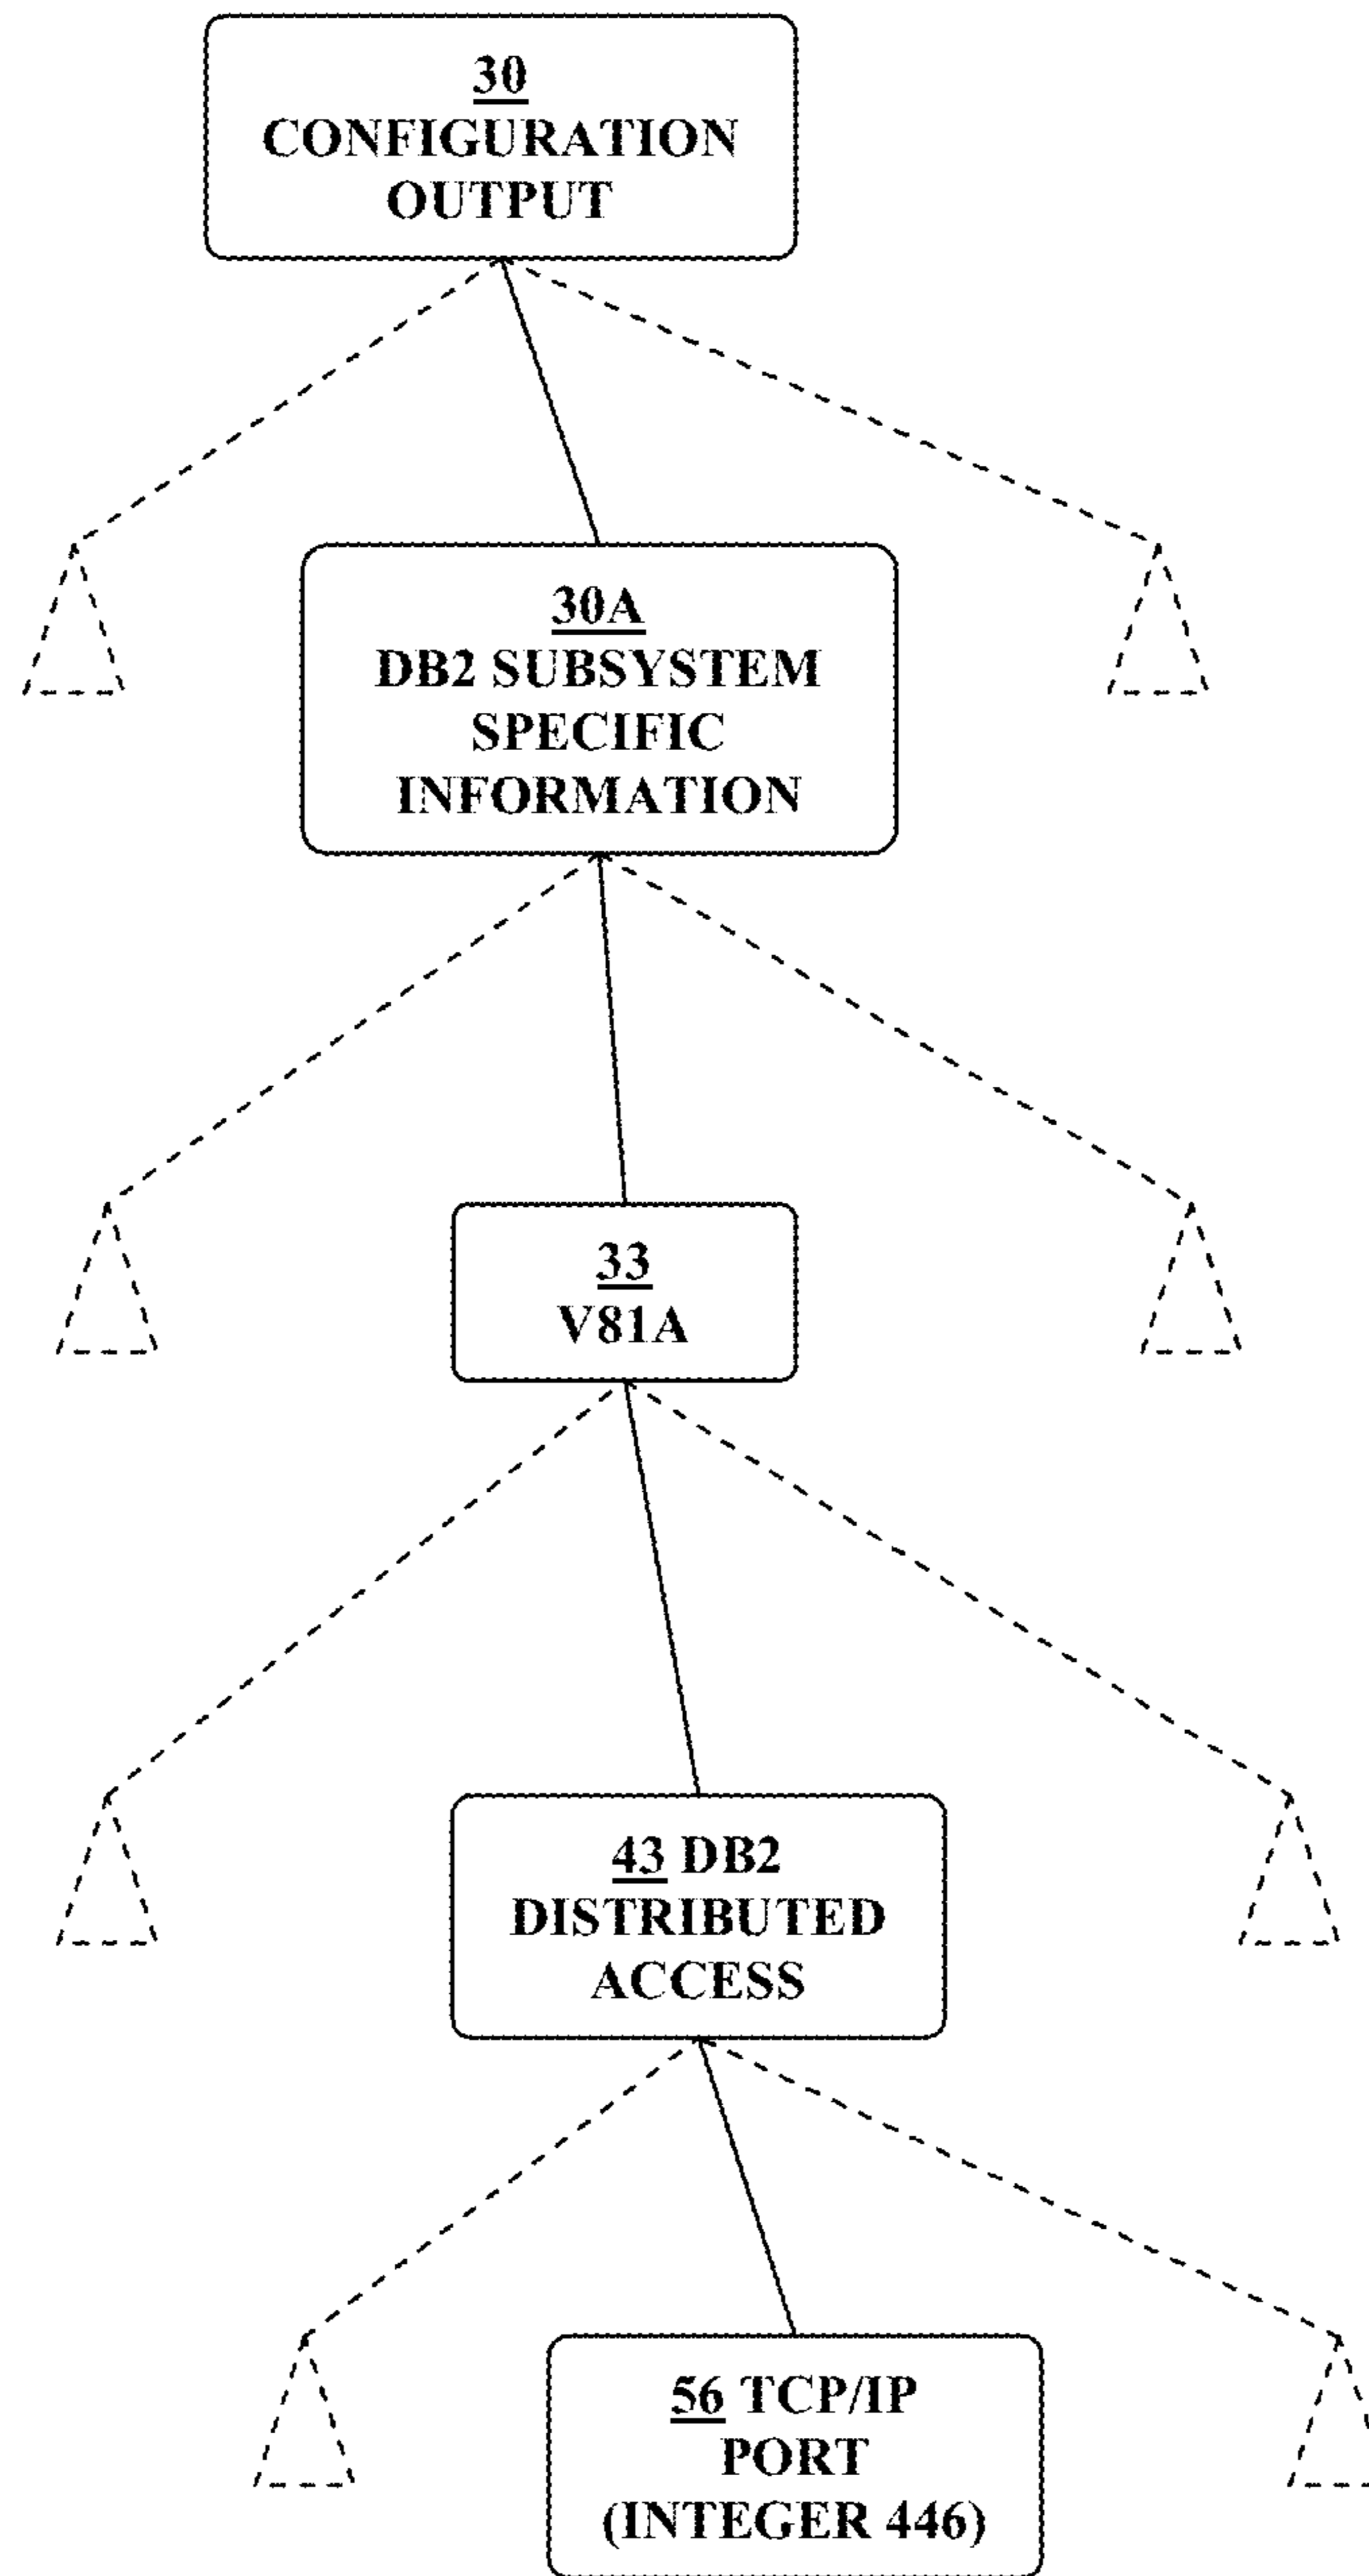 30
CONFIGURATION
OUTPUT
30A
DB2 SUBSYSTEM
SPECIFIC
INFORMATION
33
V81A
43 DB2
DISTRIBUTED
ACCESS
56 TCP/IP
PORT
(INTEGER 446)